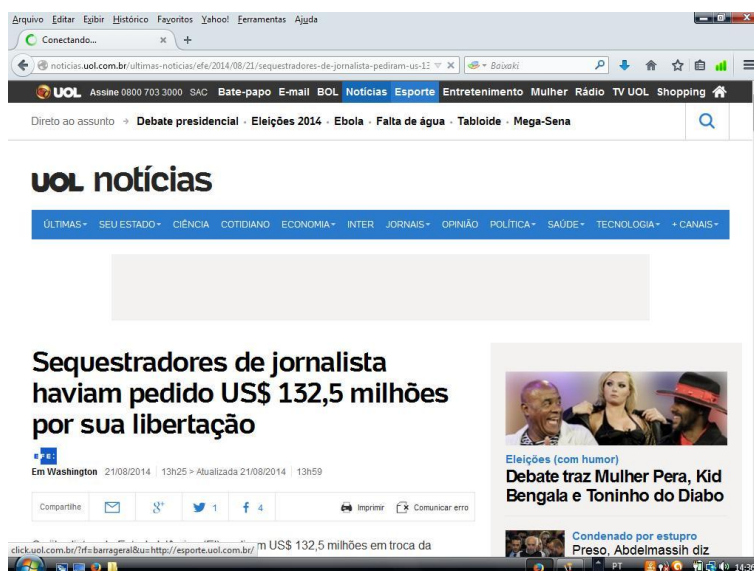 Arquivo Editar Exibir Histórico Favoritos Yahoo! Ferramentas Ajuda
Conectando...
noticias.uol.com.br/ultimas-noticias/efe/2014/08/21/sequestradores-de-jornalista-pediram-us-13
Baixaki
UOL Assine 0800 703 3000 SAC Bate-papo E-mail BOL Notícias Esporte Entretenimento Mulher Rádio TV UOL Shopping
Direto ao assunto → Debate presidencial · Eleições 2014 · Ebola · Falta de água · Tabloide · Mega-Sena
UOL notícias
ÚLTIMAS SEU ESTADO CIÊNCIA COTIDIANO ECONOMIA INTER JORNAIS OPINIÃO POLÍTICA SAÚDE TECNOLOGIA + CANAIS
Sequestradores de jornalista
haviam pedido US$ 132,5 milhões
por sua libertação
EFE:
Em Washington 21/08/2014 | 13h25 > Atualizada 21/08/2014 | 13h59
Compartilhe 1 4 Imprimir Comunicar erro
m US$ 132,5 milhões em troca da
Eleições (com humor)
Debate traz Mulher Pera, Kid
Bengala e Toninho do Diabo
Condenado por estupro
Preso, Abdelmassih diz
click.uol.com.br/?rf=barrageral&u=http://esporte.uol.com.br/
PT